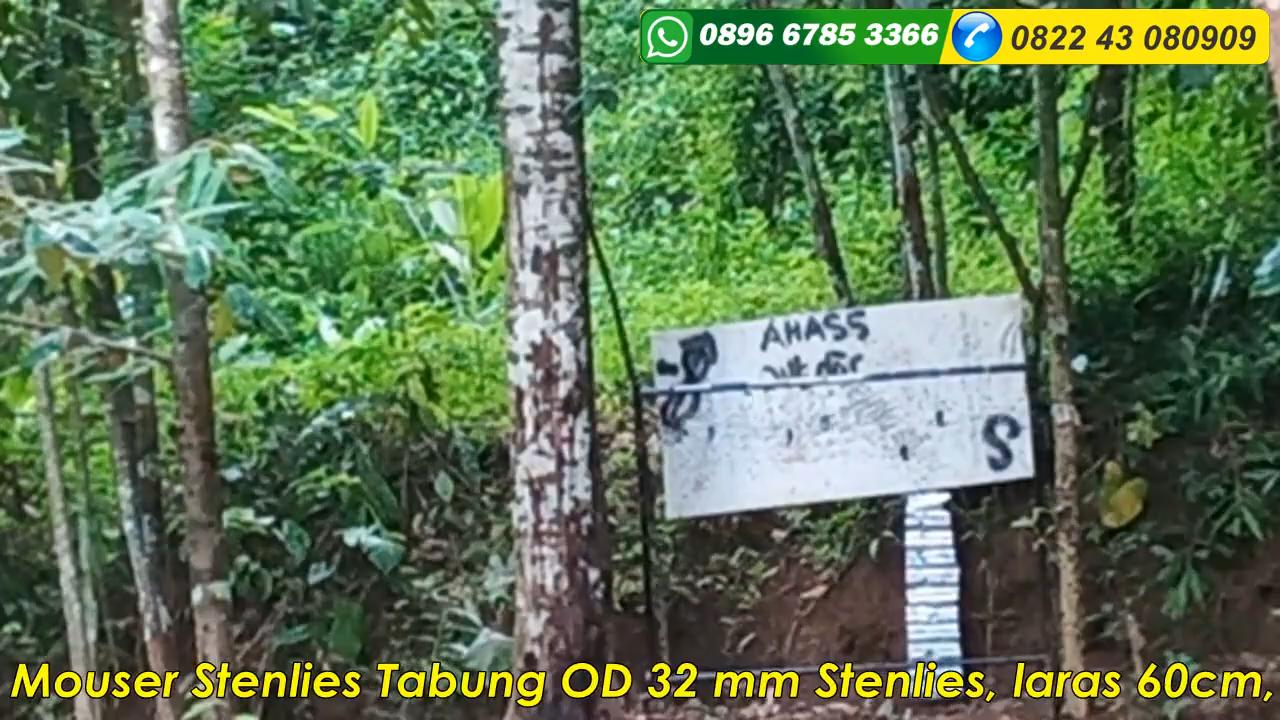 0896 6785 3366
0822 43 080909
AHASS
S
Mouser Stenlies Tabung OD 32 mm Stenlies, laras 60cm,